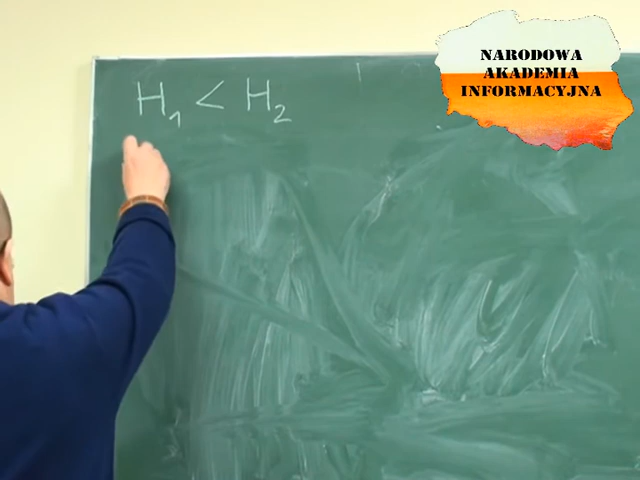 H₁ < H₂
NARODOWA
AKADEMIA
INFORMACYJNA